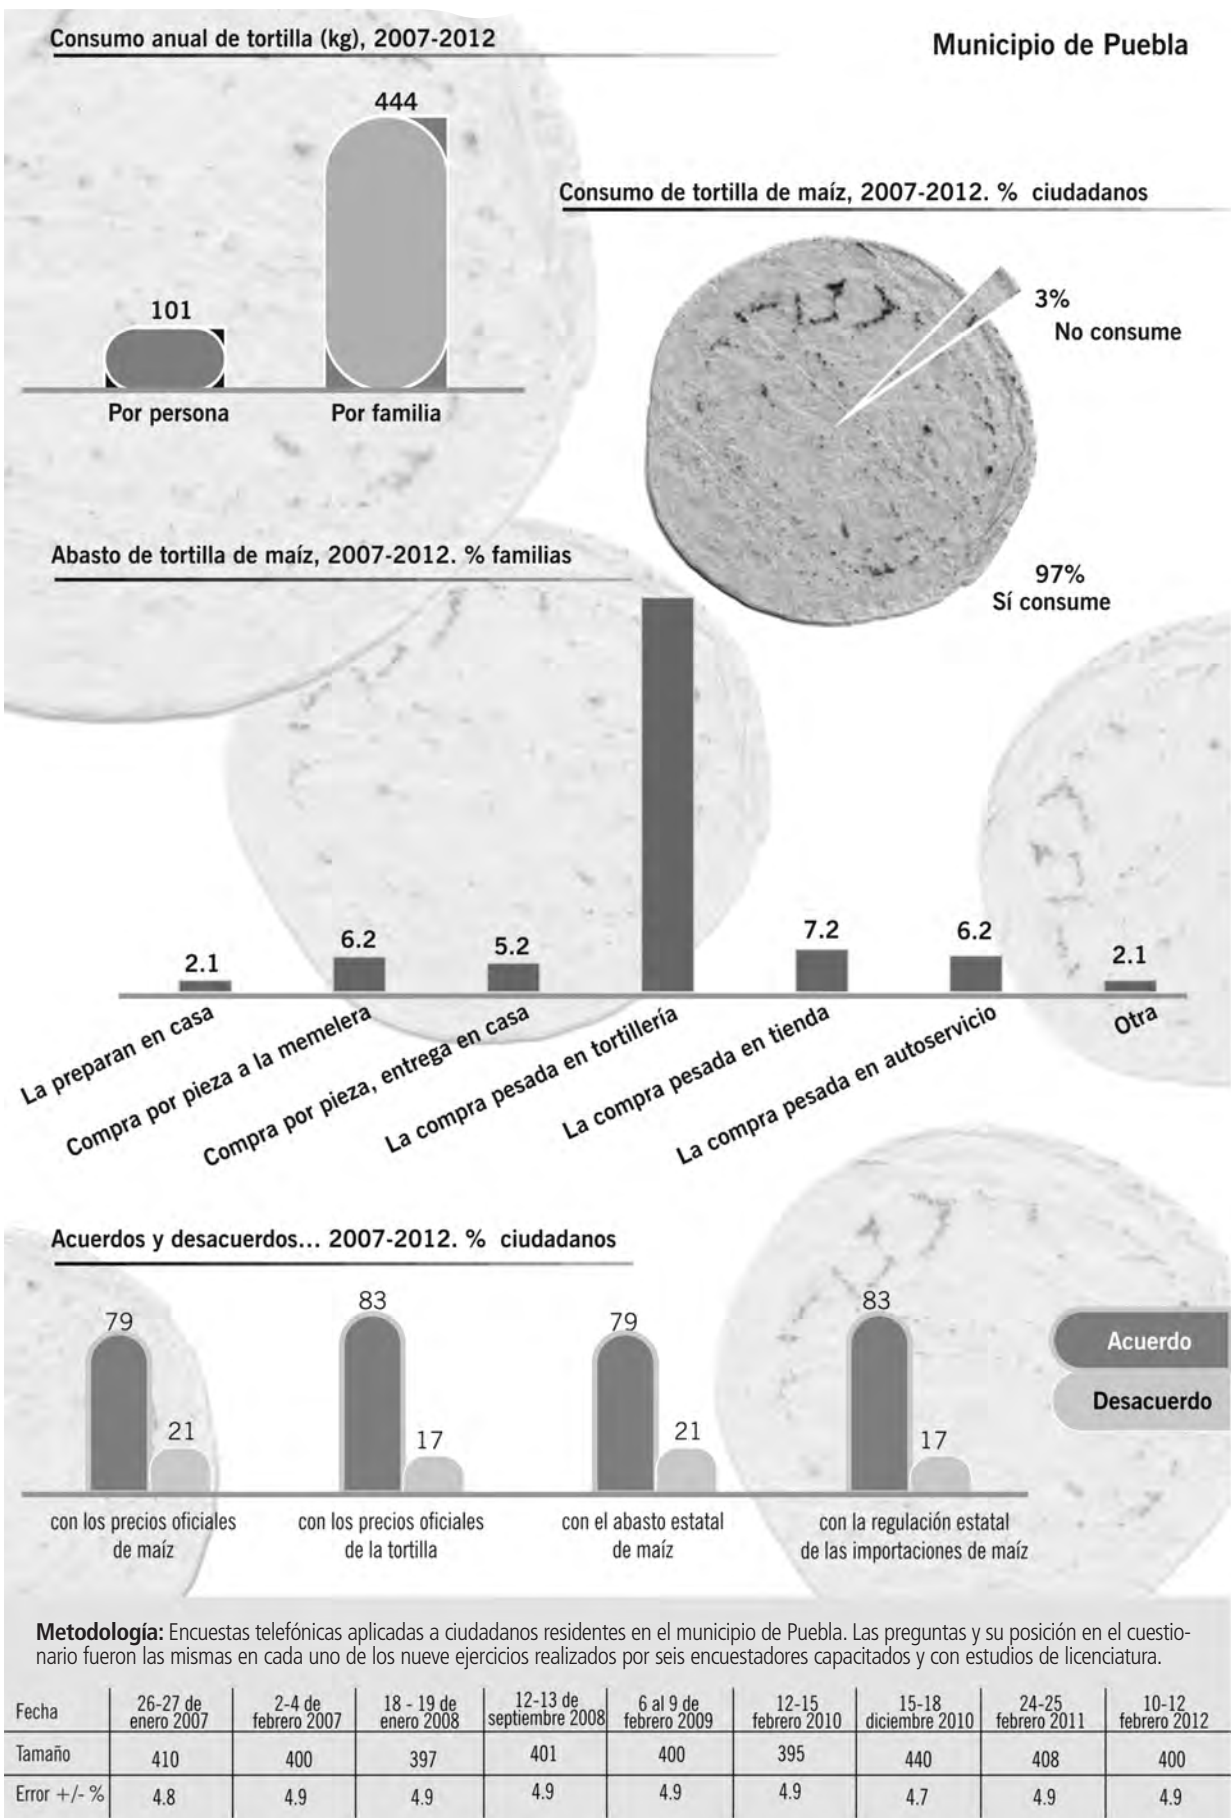 Consumo anual de tortilla (kg), 2007-2012
Municipio de Puebla
444
101
Por persona
Por familia
Consumo de tortilla de maíz, 2007-2012. % ciudadanos
3%
No consume
97%
Sí consume
Abasto de tortilla de maíz, 2007-2012. % familias
2.1
6.2
5.2
7.2
6.2
2.1
La preparan en casa
Compra por pieza a la memelera
Compra por pieza, entrega en casa
La compra pesada en tortillería
La compra pesada en tienda
La compra pesada en autoservicio
Otra
Acuerdos y desacuerdos... 2007-2012. % ciudadanos
79
21
83
17
79
21
83
17
Acuerdo
Desacuerdo
con los precios oficiales
de maíz
con los precios oficiales
de la tortilla
con el abasto estatal
de maíz
con la regulación estatal
de las importaciones de maíz
Metodología: Encuestas telefónicas aplicadas a ciudadanos residentes en el municipio de Puebla. Las preguntas y su posición en el cuestio-
nario fueron las mismas en cada uno de los nueve ejercicios realizados por seis encuestadores capacitados y con estudios de licenciatura.
Fecha
26-27 de
enero 2007
2-4 de
febrero 2007
18 - 19 de
enero 2008
12-13 de
septiembre 2008
6 al 9 de
febrero 2009
12-15
febrero 2010
15-18
diciembre 2010
24-25
febrero 2011
10-12
febrero 2012
Tamaño 410 400 397 401 400 395 440 408 400
Error +/- % 4.8 4.9 4.9 4.9 4.9 4.9 4.7 4.9 4.9